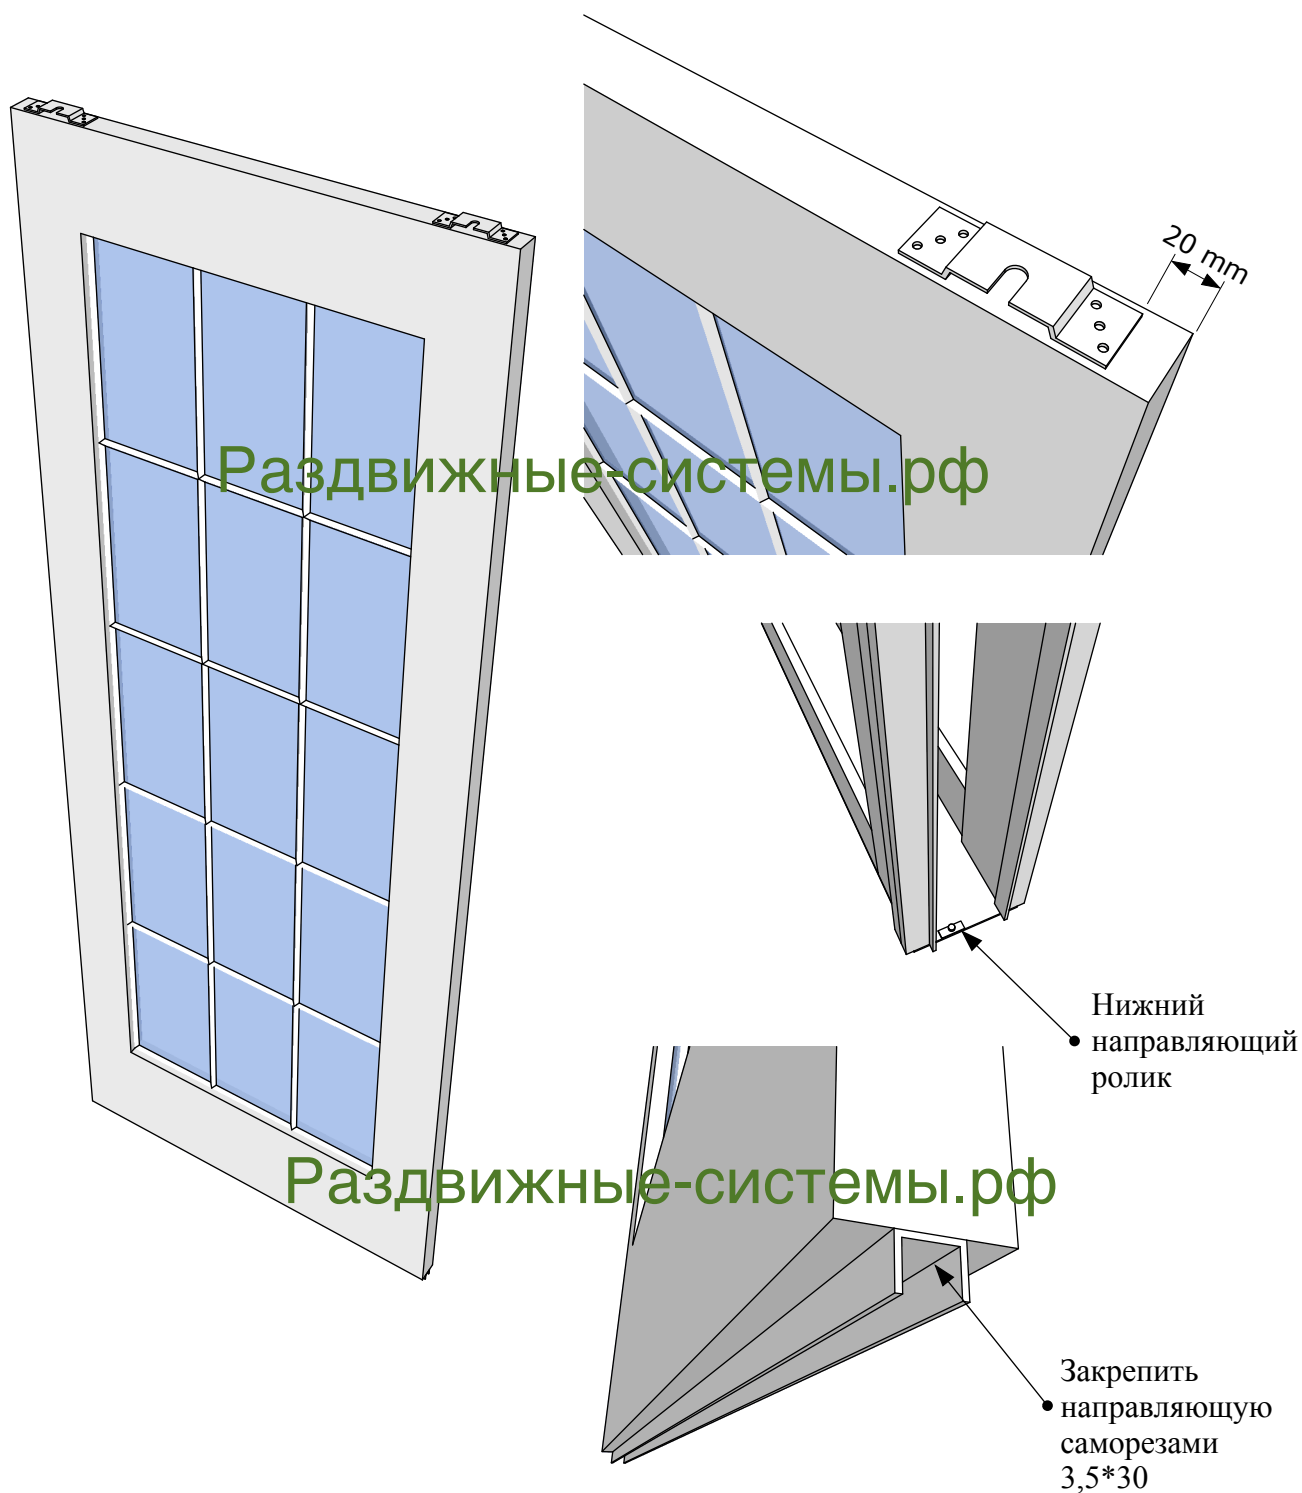 20 mm
Раздвижные-системы.рф
Нижний
направляющий
ролик
Раздвижные-системы.рф
Закрепить
направляющую
саморезами
3,5*30